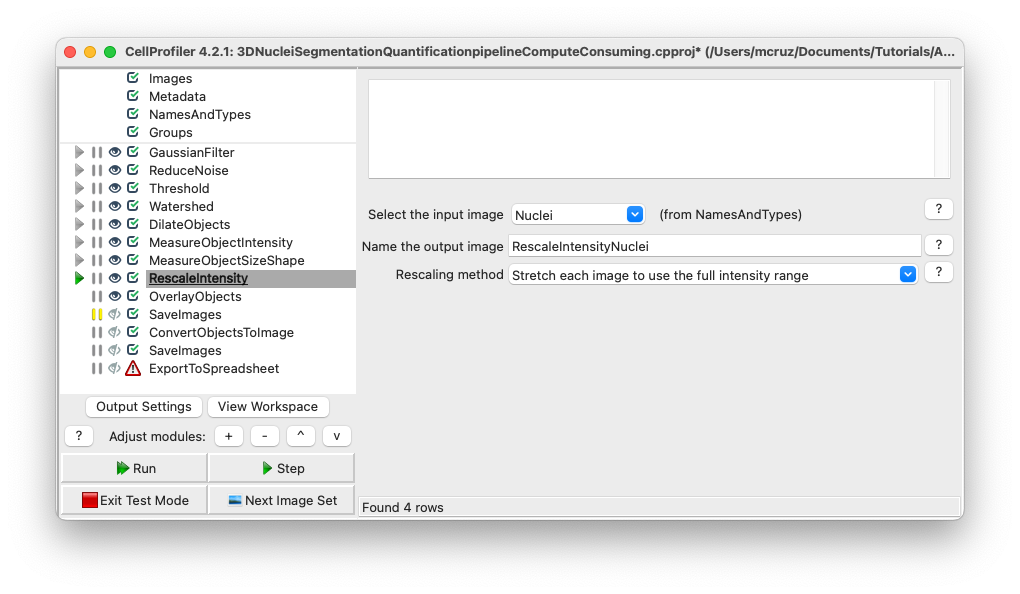 CellProfiler 4.2.1: 3DNucleiSegmentationQuantificationpipelineComputeConsuming.cpproj* (/Users/mcruz/Documents/Tutorials/A...
Images
Metadata
NamesAndTypes
Groups
GaussianFilter
ReduceNoise
Threshold
Watershed
DilateObjects
MeasureObjectIntensity
MeasureObjectSizeShape
RescaleIntensity
OverlayObjects
SaveImages
ConvertObjectsToImage
SaveImages
ExportToSpreadsheet
Output Settings View Workspace
? Adjust modules: + - ^ v
Run Step
Exit Test Mode Next Image Set
Select the input image Nuclei (from NamesAndTypes) ?
Name the output image RescaleIntensityNuclei ?
Rescaling method Stretch each image to use the full intensity range ?
Found 4 rows